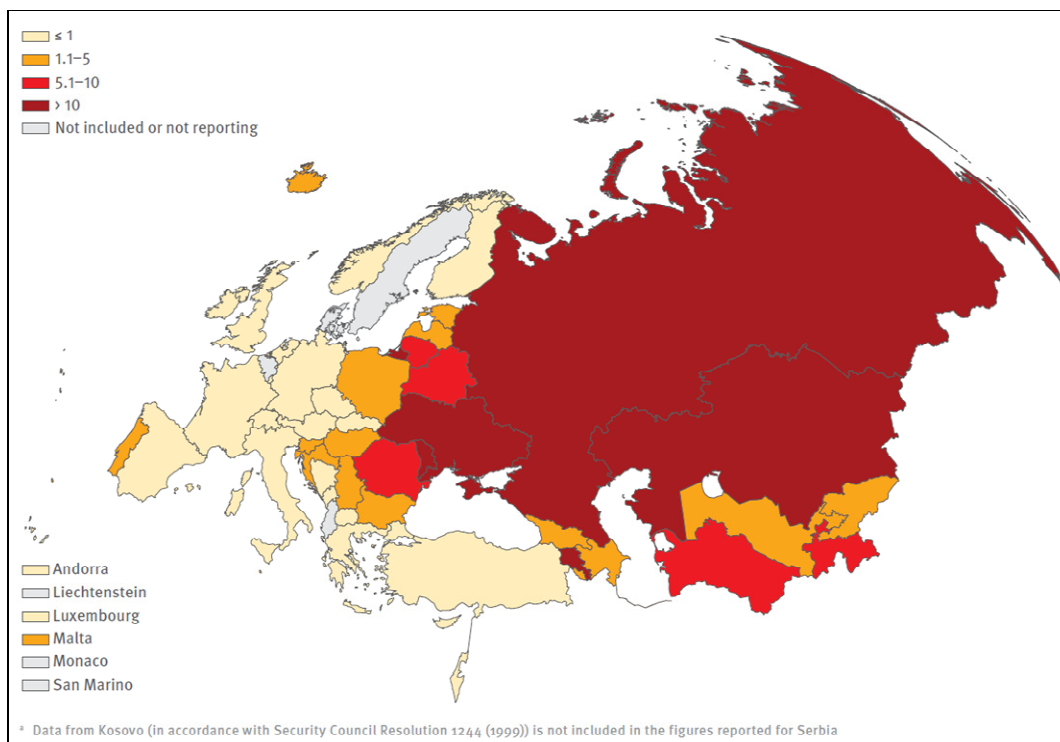 ≤ 1
1.1–5
5.1–10
> 10
Not included or not reporting
Andorra
Liechtenstein
Luxembourg
Malta
Monaco
San Marino
ª Data from Kosovo (in accordance with Security Council Resolution 1244 (1999)) is not included in the figures reported for Serbia